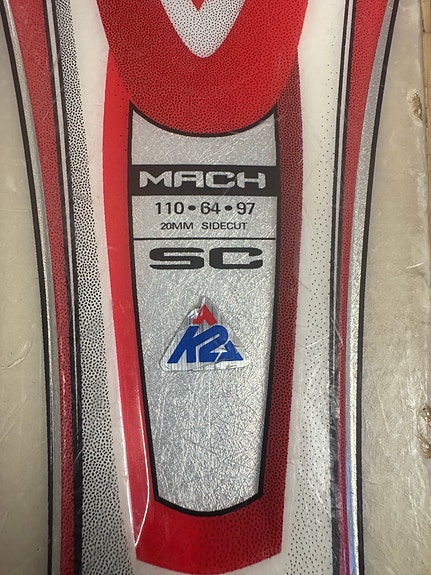 MACH
110 • 64 • 97
20MM SIDECUT
SC
K2